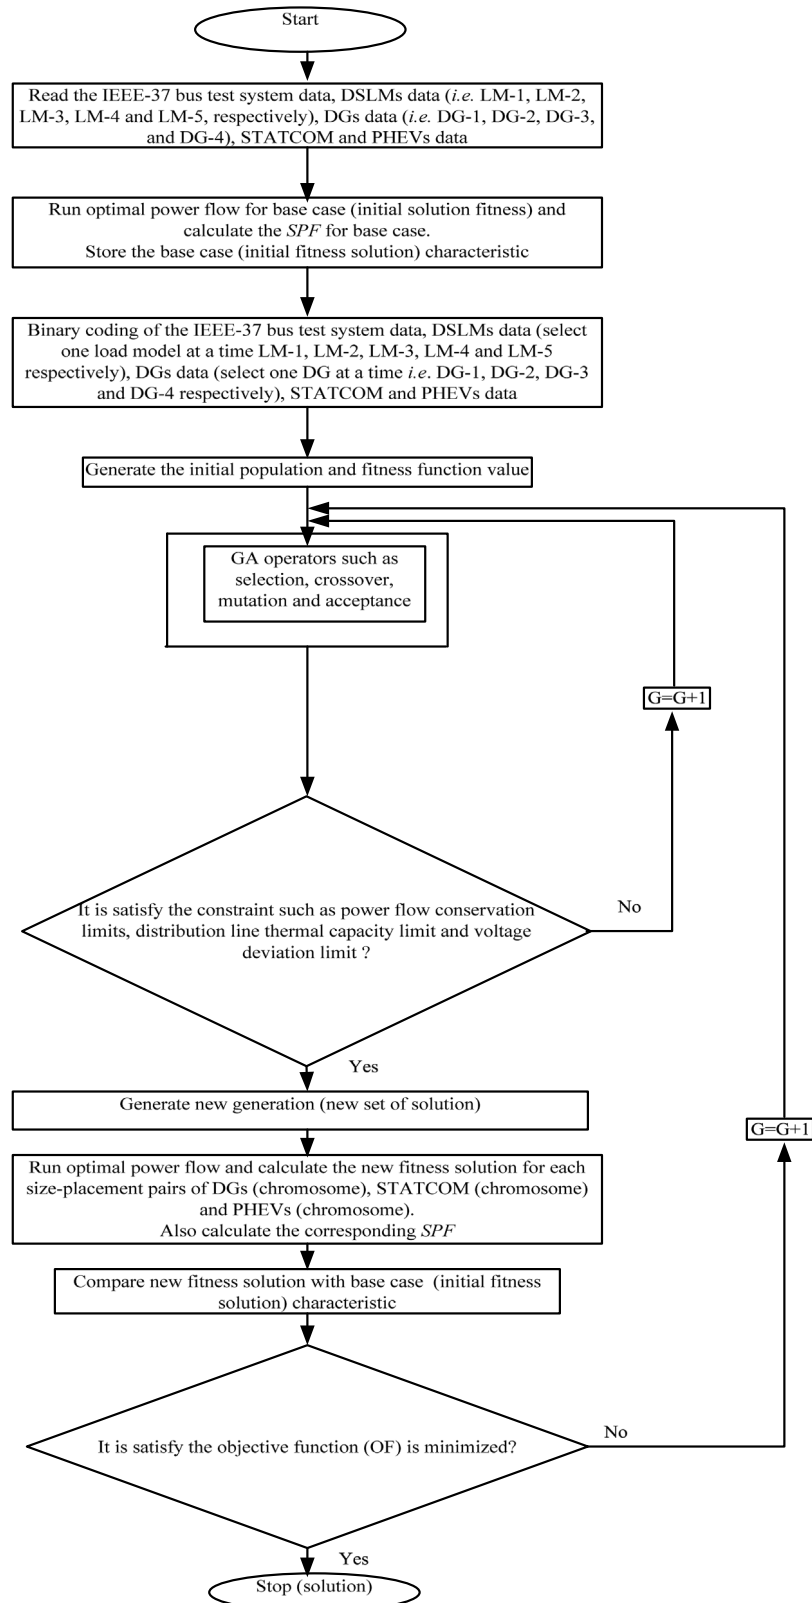 Start
Read the IEEE-37 bus test system data, DSLMs data (i.e. LM-1, LM-2,
LM-3, LM-4 and LM-5, respectively), DGs data (i.e. DG-1, DG-2, DG-3,
and DG-4), STATCOM and PHEVs data
Run optimal power flow for base case (initial solution fitness) and
calculate the SPF for base case.
Store the base case (initial fitness solution) characteristic
Binary coding of the IEEE-37 bus test system data, DSLMs data (select
one load model at a time LM-1, LM-2, LM-3, LM-4 and LM-5
respectively), DGs data (select one DG at a time i.e. DG-1, DG-2, DG-3
and DG-4 respectively), STATCOM and PHEVs data
Generate the initial population and fitness function value
GA operators such as
selection, crossover,
mutation and acceptance
G=G+1
It is satisfy the constraint such as power flow conservation
limits, distribution line thermal capacity limit and voltage
deviation limit ?
No
Yes
Generate new generation (new set of solution)
G=G+1
Run optimal power flow and calculate the new fitness solution for each
size-placement pairs of DGs (chromosome), STATCOM (chromosome)
and PHEVs (chromosome).
Also calculate the corresponding SPF
Compare new fitness solution with base case (initial fitness
solution) characteristic
It is satisfy the objective function (OF) is minimized?
No
Yes
Stop (solution)